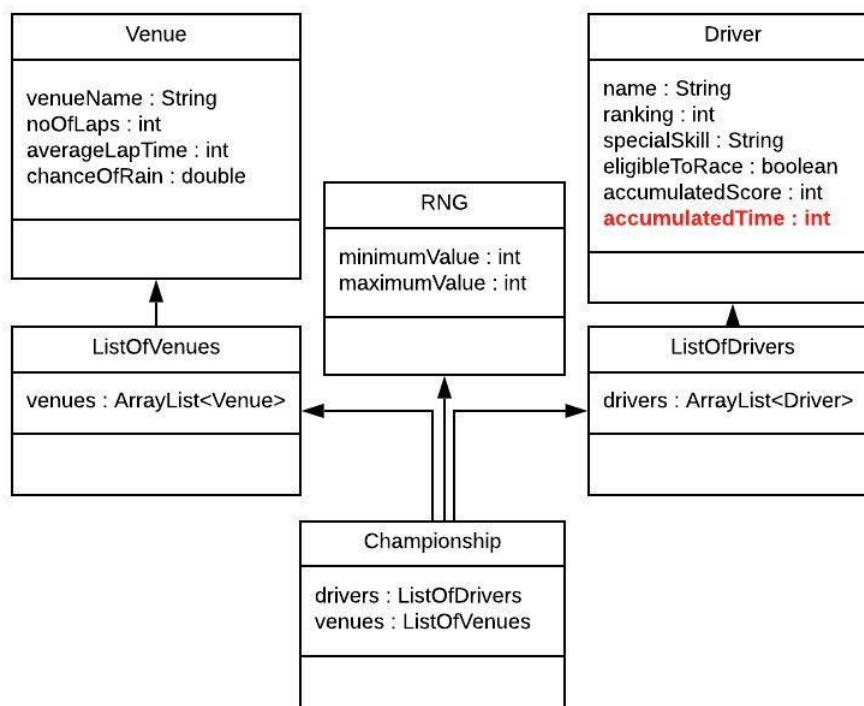 Venue
venueName : String
noOfLaps : int
averageLapTime : int
chanceOfRain : double
Driver
name : String
ranking : int
specialSkill : String
eligibleToRace : boolean
accumulatedScore : int
accumulatedTime : int
RNG
minimumValue : int
maximumValue : int
ListOfVenues
venues : ArrayList<Venue>
ListOfDrivers
drivers : ArrayList<Driver>
Championship
drivers : ListOfDrivers
venues : ListOfVenues